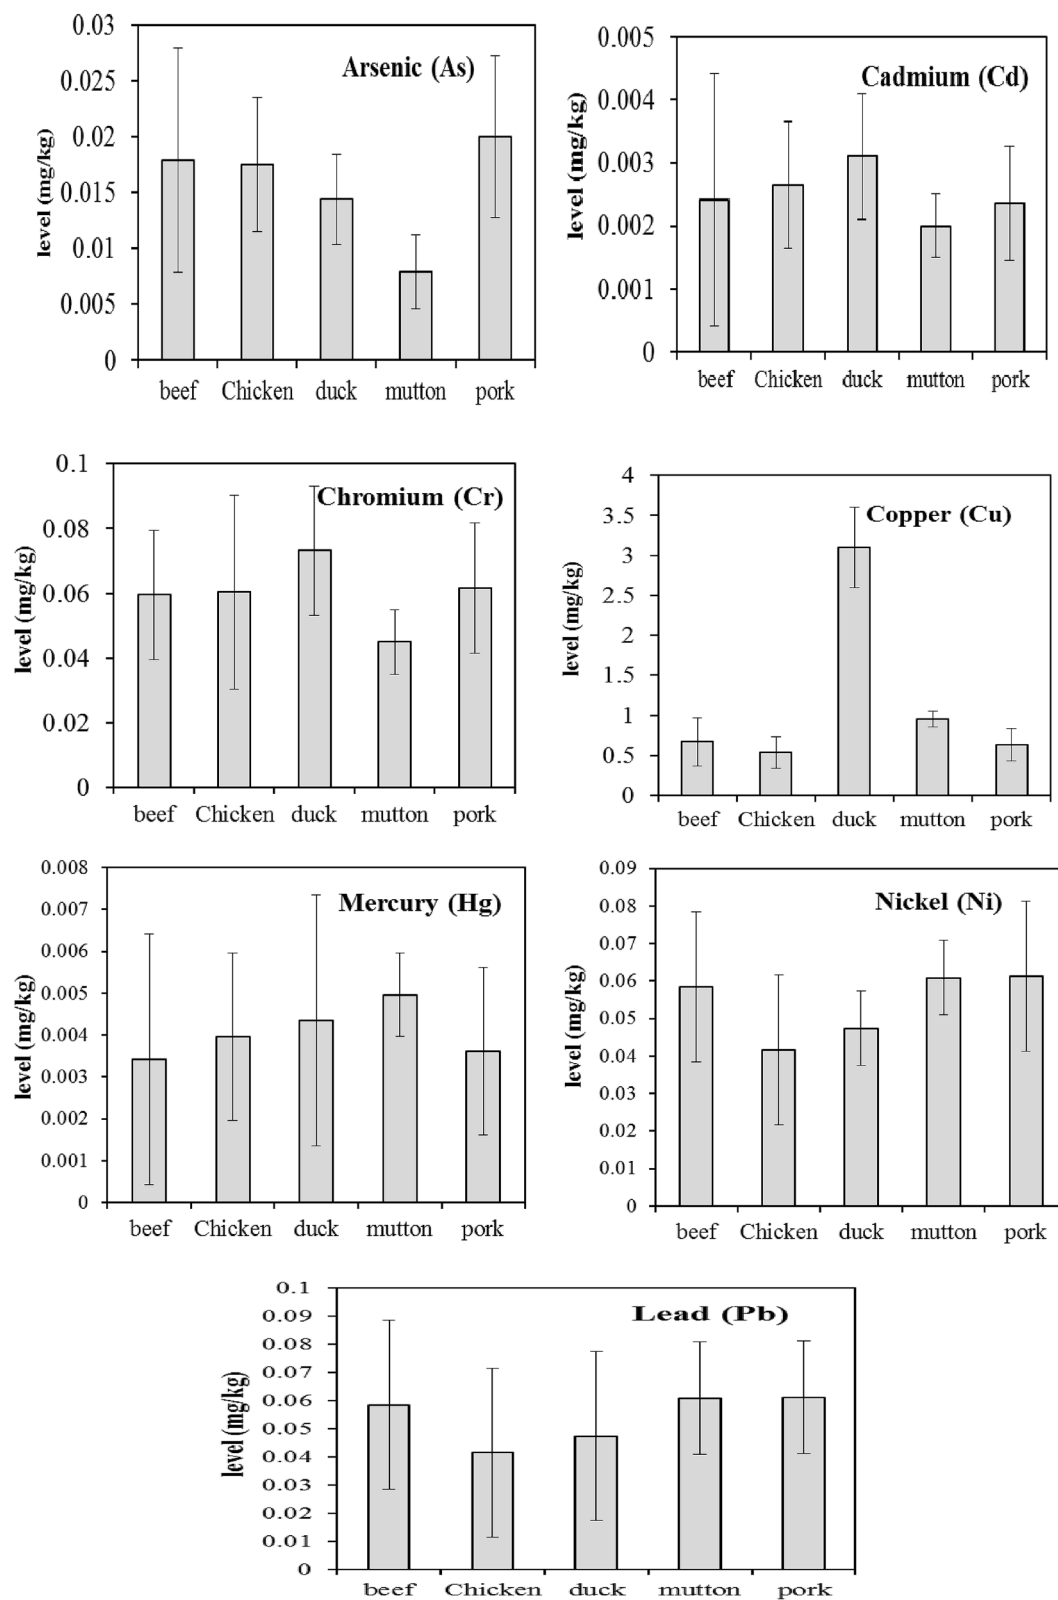 Arsenic (As)
level (mg/kg)
0.03
0.025
0.02
0.015
0.01
0.005
0
beef Chicken duck mutton pork
Cadmium (Cd)
level (mg/kg)
0.005
0.004
0.003
0.002
0.001
0
beef Chicken duck mutton pork
Chromium (Cr)
level (mg/kg)
0.1
0.08
0.06
0.04
0.02
0
beef Chicken duck mutton pork
Copper (Cu)
level (mg/kg)
4
3.5
3
2.5
2
1.5
1
0.5
0
beef Chicken duck mutton pork
Mercury (Hg)
level (mg/kg)
0.008
0.007
0.006
0.005
0.004
0.003
0.002
0.001
0
beef Chicken duck mutton pork
Nickel (Ni)
level (mg/kg)
0.09
0.08
0.07
0.06
0.05
0.04
0.03
0.02
0.01
0
beef Chicken duck mutton pork
Lead (Pb)
level (mg/kg)
0.1
0.09
0.08
0.07
0.06
0.05
0.04
0.03
0.02
0.01
0
beef Chicken duck mutton pork